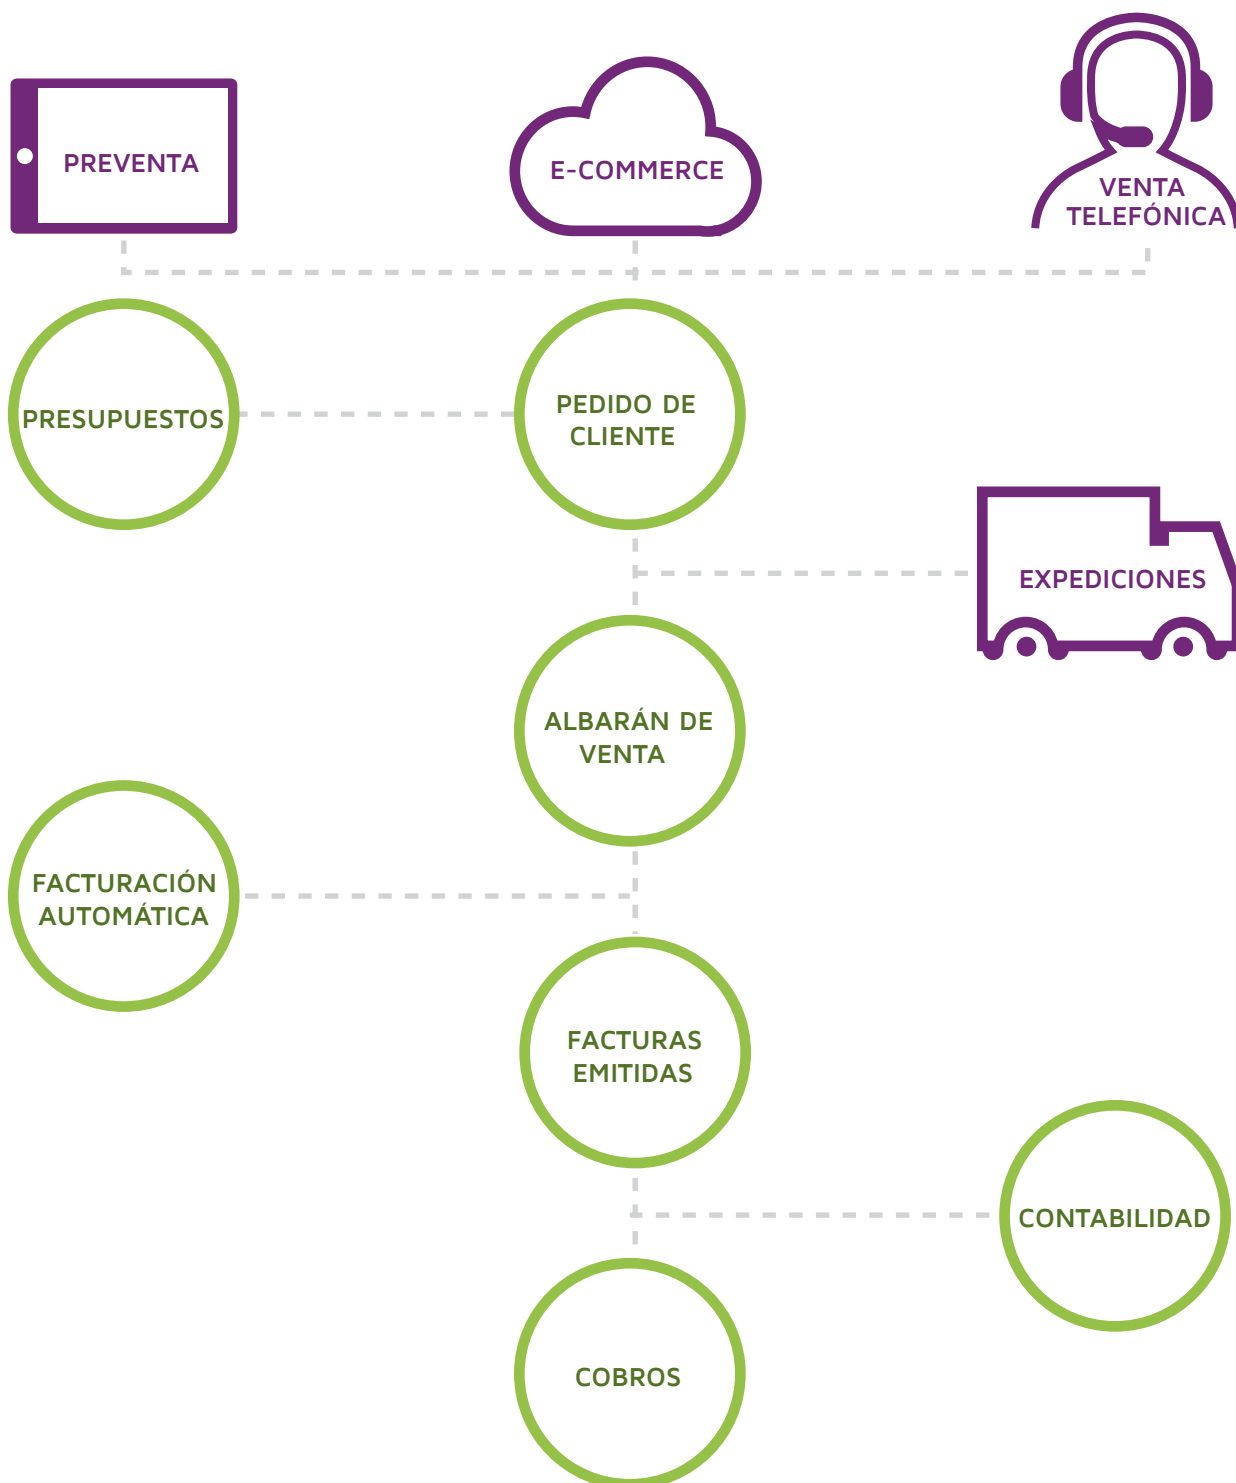 PREVENTA
E-COMMERCE
VENTA
TELEFÓNICA
PRESUPUESTOS
PEDIDO DE
CLIENTE
EXPEDICIONES
ALBARÁN DE
VENTA
FACTURACIÓN
AUTOMÁTICA
FACTURAS
EMITIDAS
CONTABILIDAD
COBROS